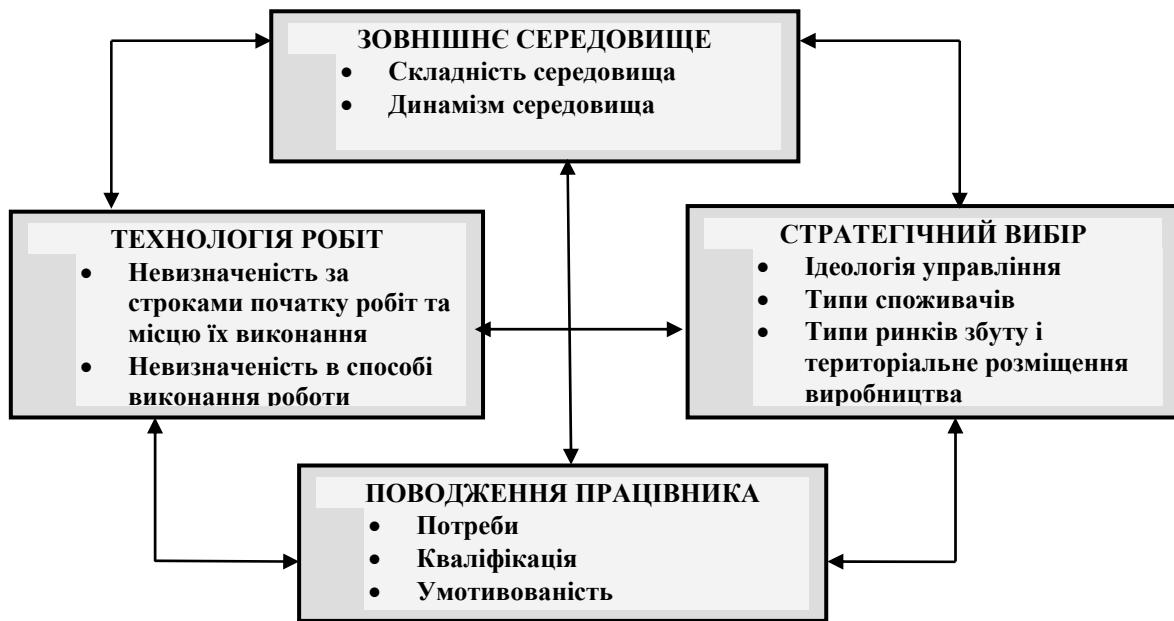 ЗОВНІШНЄ СЕРЕДОВИЩЕ
• Складність середовища
• Динамізм середовища
ТЕХНОЛОГІЯ РОБІТ
• Невизначеність за
строками початку робіт та
місцю їх виконання
• Невизначеність в способі
виконання роботи
СТРАТЕГІЧНИЙ ВИБІР
• Ідеологія управління
• Типи споживачів
• Типи ринків збуту і
територіальне розміщення
виробництва
ПОВОДЖЕННЯ ПРАЦІВНИКА
• Потреби
• Кваліфікація
• Умотивованість